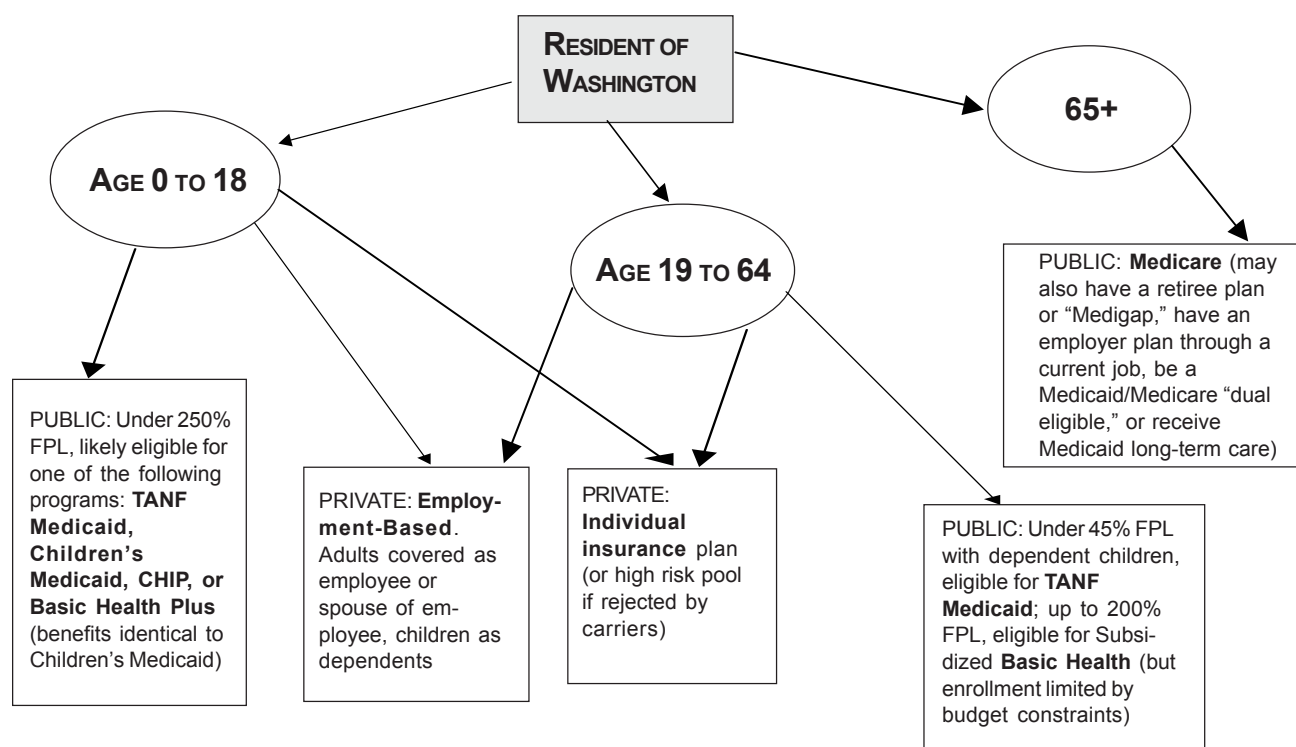 RESIDENT OF
WASHINGTON
65+
AGE 0 TO 18
AGE 19 TO 64
PUBLIC: Medicare (may
also have a retiree plan
or “Medigap,” have an
employer plan through a
current job, be a
Medicaid/Medicare “dual
eligible,” or receive
Medicaid long-term care)
PUBLIC: Under 250%
FPL, likely eligible for
one of the following
programs: TANF
Medicaid,
Children’s
Medicaid, CHIP, or
Basic Health Plus
(benefits identical to
Children’s Medicaid)
PRIVATE: Employ-
ment-Based.
Adults covered as
employee or
spouse of em-
ployee, children as
dependents
PRIVATE:
Individual
insurance plan
(or high risk pool
if rejected by
carriers)
PUBLIC: Under 45% FPL
with dependent children,
eligible for TANF
Medicaid; up to 200%
FPL, eligible for Subsi-
dized Basic Health (but
enrollment limited by
budget constraints)